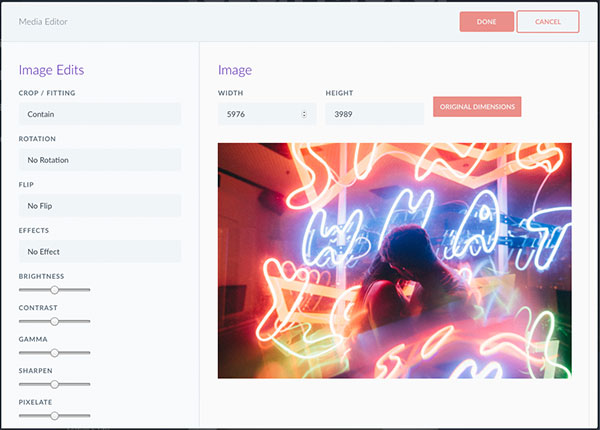 Media Editor
DONE
CANCEL
Image Edits
CROP / FITTING
Contain
ROTATION
No Rotation
FLIP
No Flip
EFFECTS
No Effect
BRIGHTNESS
CONTRAST
GAMMA
SHARPEN
PIXELATE
Image
WIDTH
HEIGHT
5976
3989
ORIGINAL DIMENSIONS
WHAT